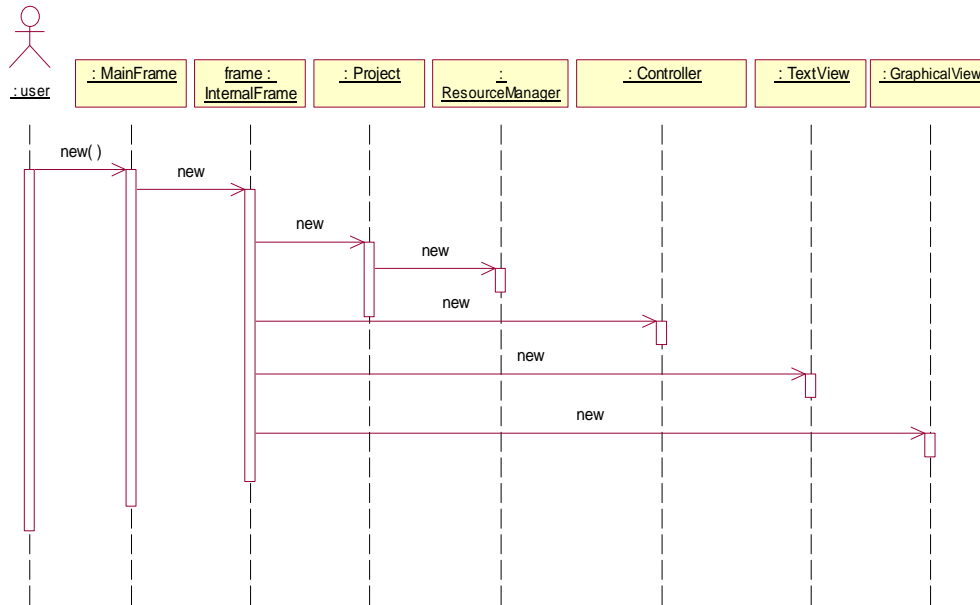 : user
: MainFrame
frame :
InternalFrame
: Project
:
ResourceManager
: Controller
: TextView
: GraphicalView
new( )
new
new
new
new
new
new